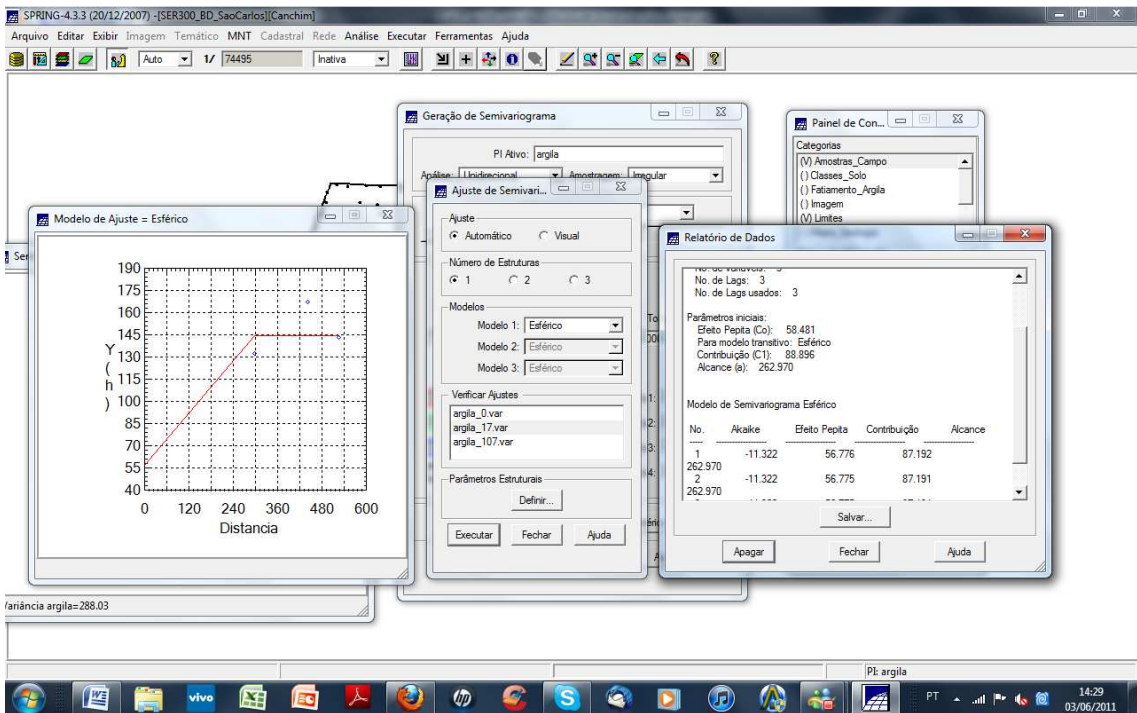 SPRING-4.3.3 (20/12/2007) -[SER300_BD_SaoCarlos][Canchim]
Arquivo Editar Exibir Imagem Temático MNT Cadastral Rede Análise Executar Ferramentas Ajuda
Auto 1/ 74495 Inativa
Geração de Semivariograma
PI Ativo: argila
Análise: Unidirecional Amostragem: Irregular
Painel de Con...
Categorias
(V) Amostras_Campo
( ) Classes_Solo
( ) Fatiamento_Argila
( ) Imagem
(V) Limites
Modelo de Ajuste = Esférico
190
175
160
145
130
115
100
85
70
55
40
Y(h)
0 120 240 360 480 600
Distancia
Variância argila=288.03
Ajuste de Semivari...
Ajuste
Automático Visual
Número de Estruturas
1 2 3
Modelos
Modelo 1: Esférico
Modelo 2: Esférico
Modelo 3: Esférico
Verificar Ajustes
argila_0.var
argila_17.var
argila_107.var
Parâmetros Estruturais
Definir...
Executar Fechar Ajuda
Relatório de Dados
No. de Variáveis: 3
No. de Lags: 3
No. de Lags usados: 3
Parâmetros iniciais:
Efeito Pepita (Co): 58.481
Para modelo transitivo: Esférico
Contribuição (C1): 88.896
Alcance (a): 262.970
Modelo de Semivariograma Esférico
No. Akaike Efeito Pepita Contribuição Alcance
1 -11.322 56.776 87.192
262.970
2 -11.322 56.775 87.191
262.970
Salvar...
Apagar Fechar Ajuda
PI: argila
vivo
PT 14:29
03/06/2011